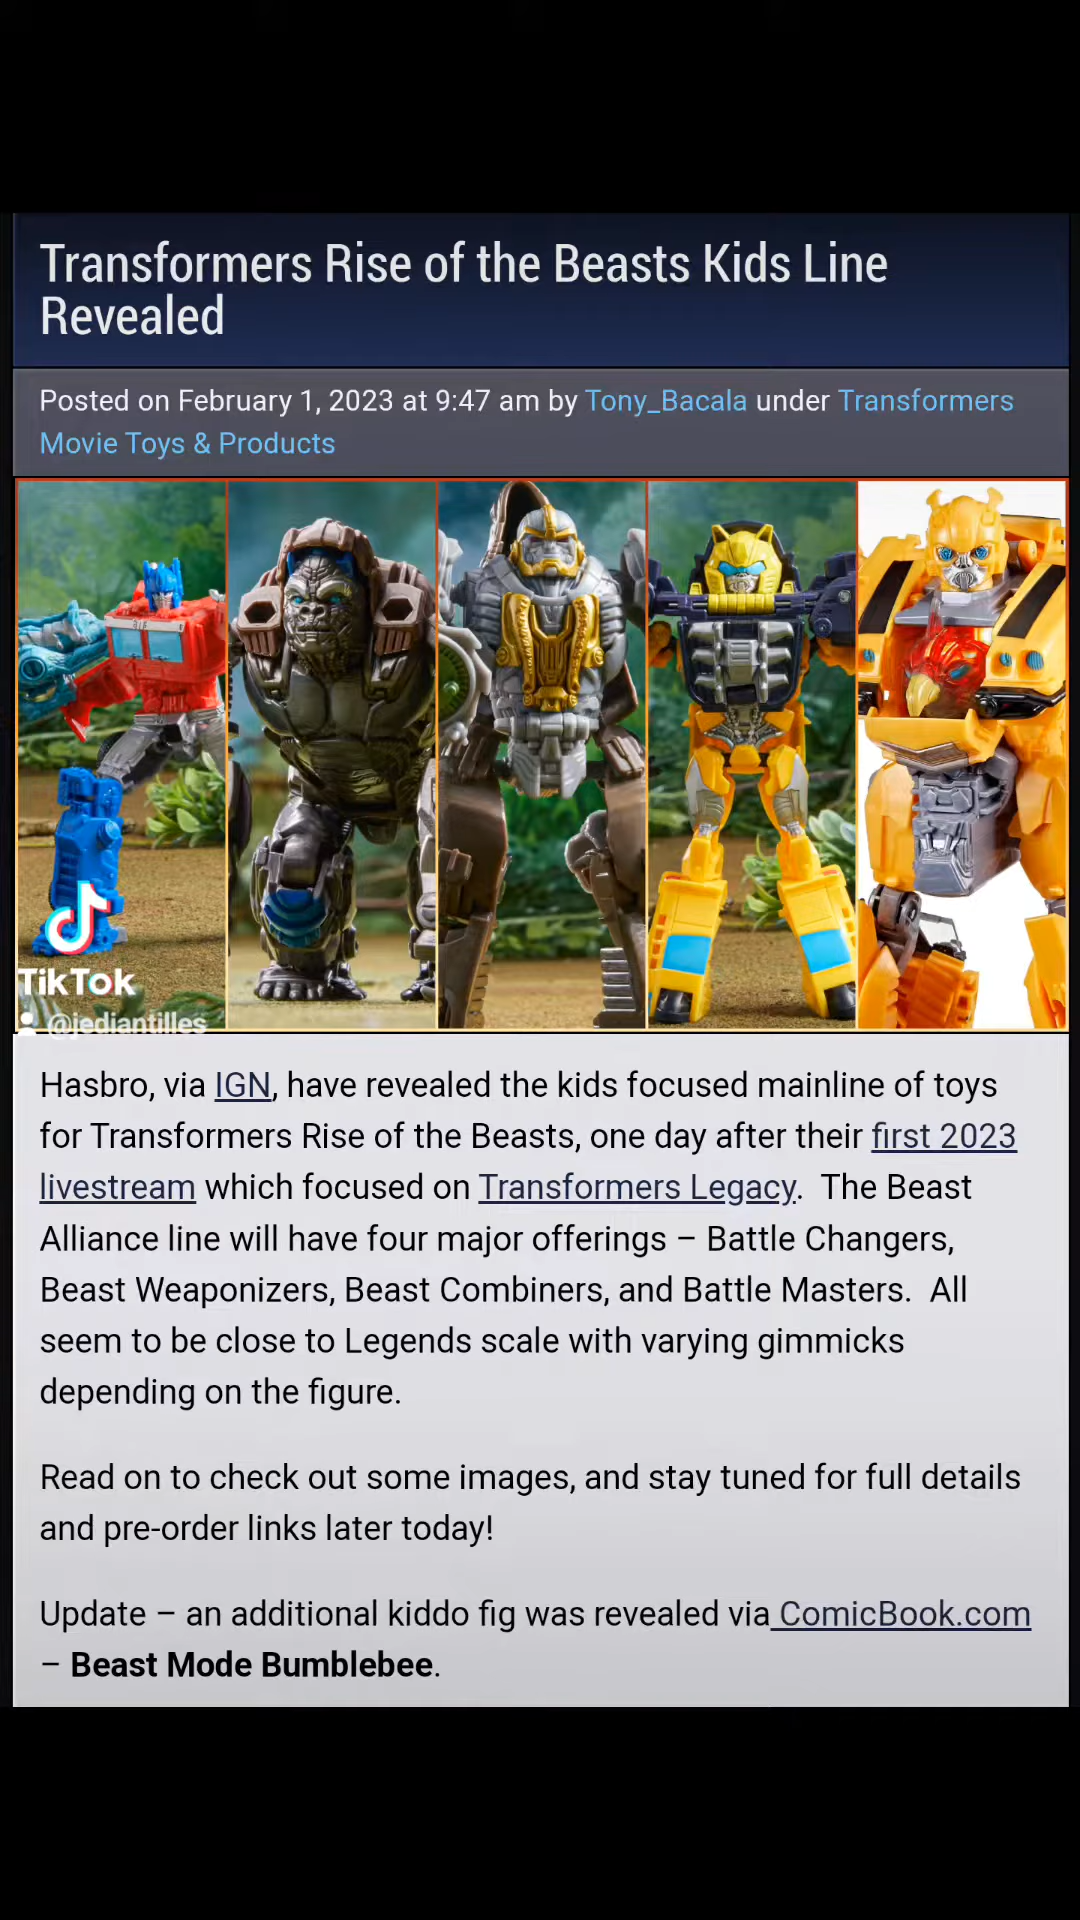 Transformers Rise of the Beasts Kids Line
Revealed
Posted on February 1, 2023 at 9:47 am by Tony_Bacala under Transformers
Movie Toys & Products
TikTok
@jediantilles
Hasbro, via IGN, have revealed the kids focused mainline of toys
for Transformers Rise of the Beasts, one day after their first 2023
livestream which focused on Transformers Legacy.  The Beast
Alliance line will have four major offerings – Battle Changers,
Beast Weaponizers, Beast Combiners, and Battle Masters.  All
seem to be close to Legends scale with varying gimmicks
depending on the figure.
Read on to check out some images, and stay tuned for full details
and pre-order links later today!
Update – an additional kiddo fig was revealed via ComicBook.com
– Beast Mode Bumblebee.